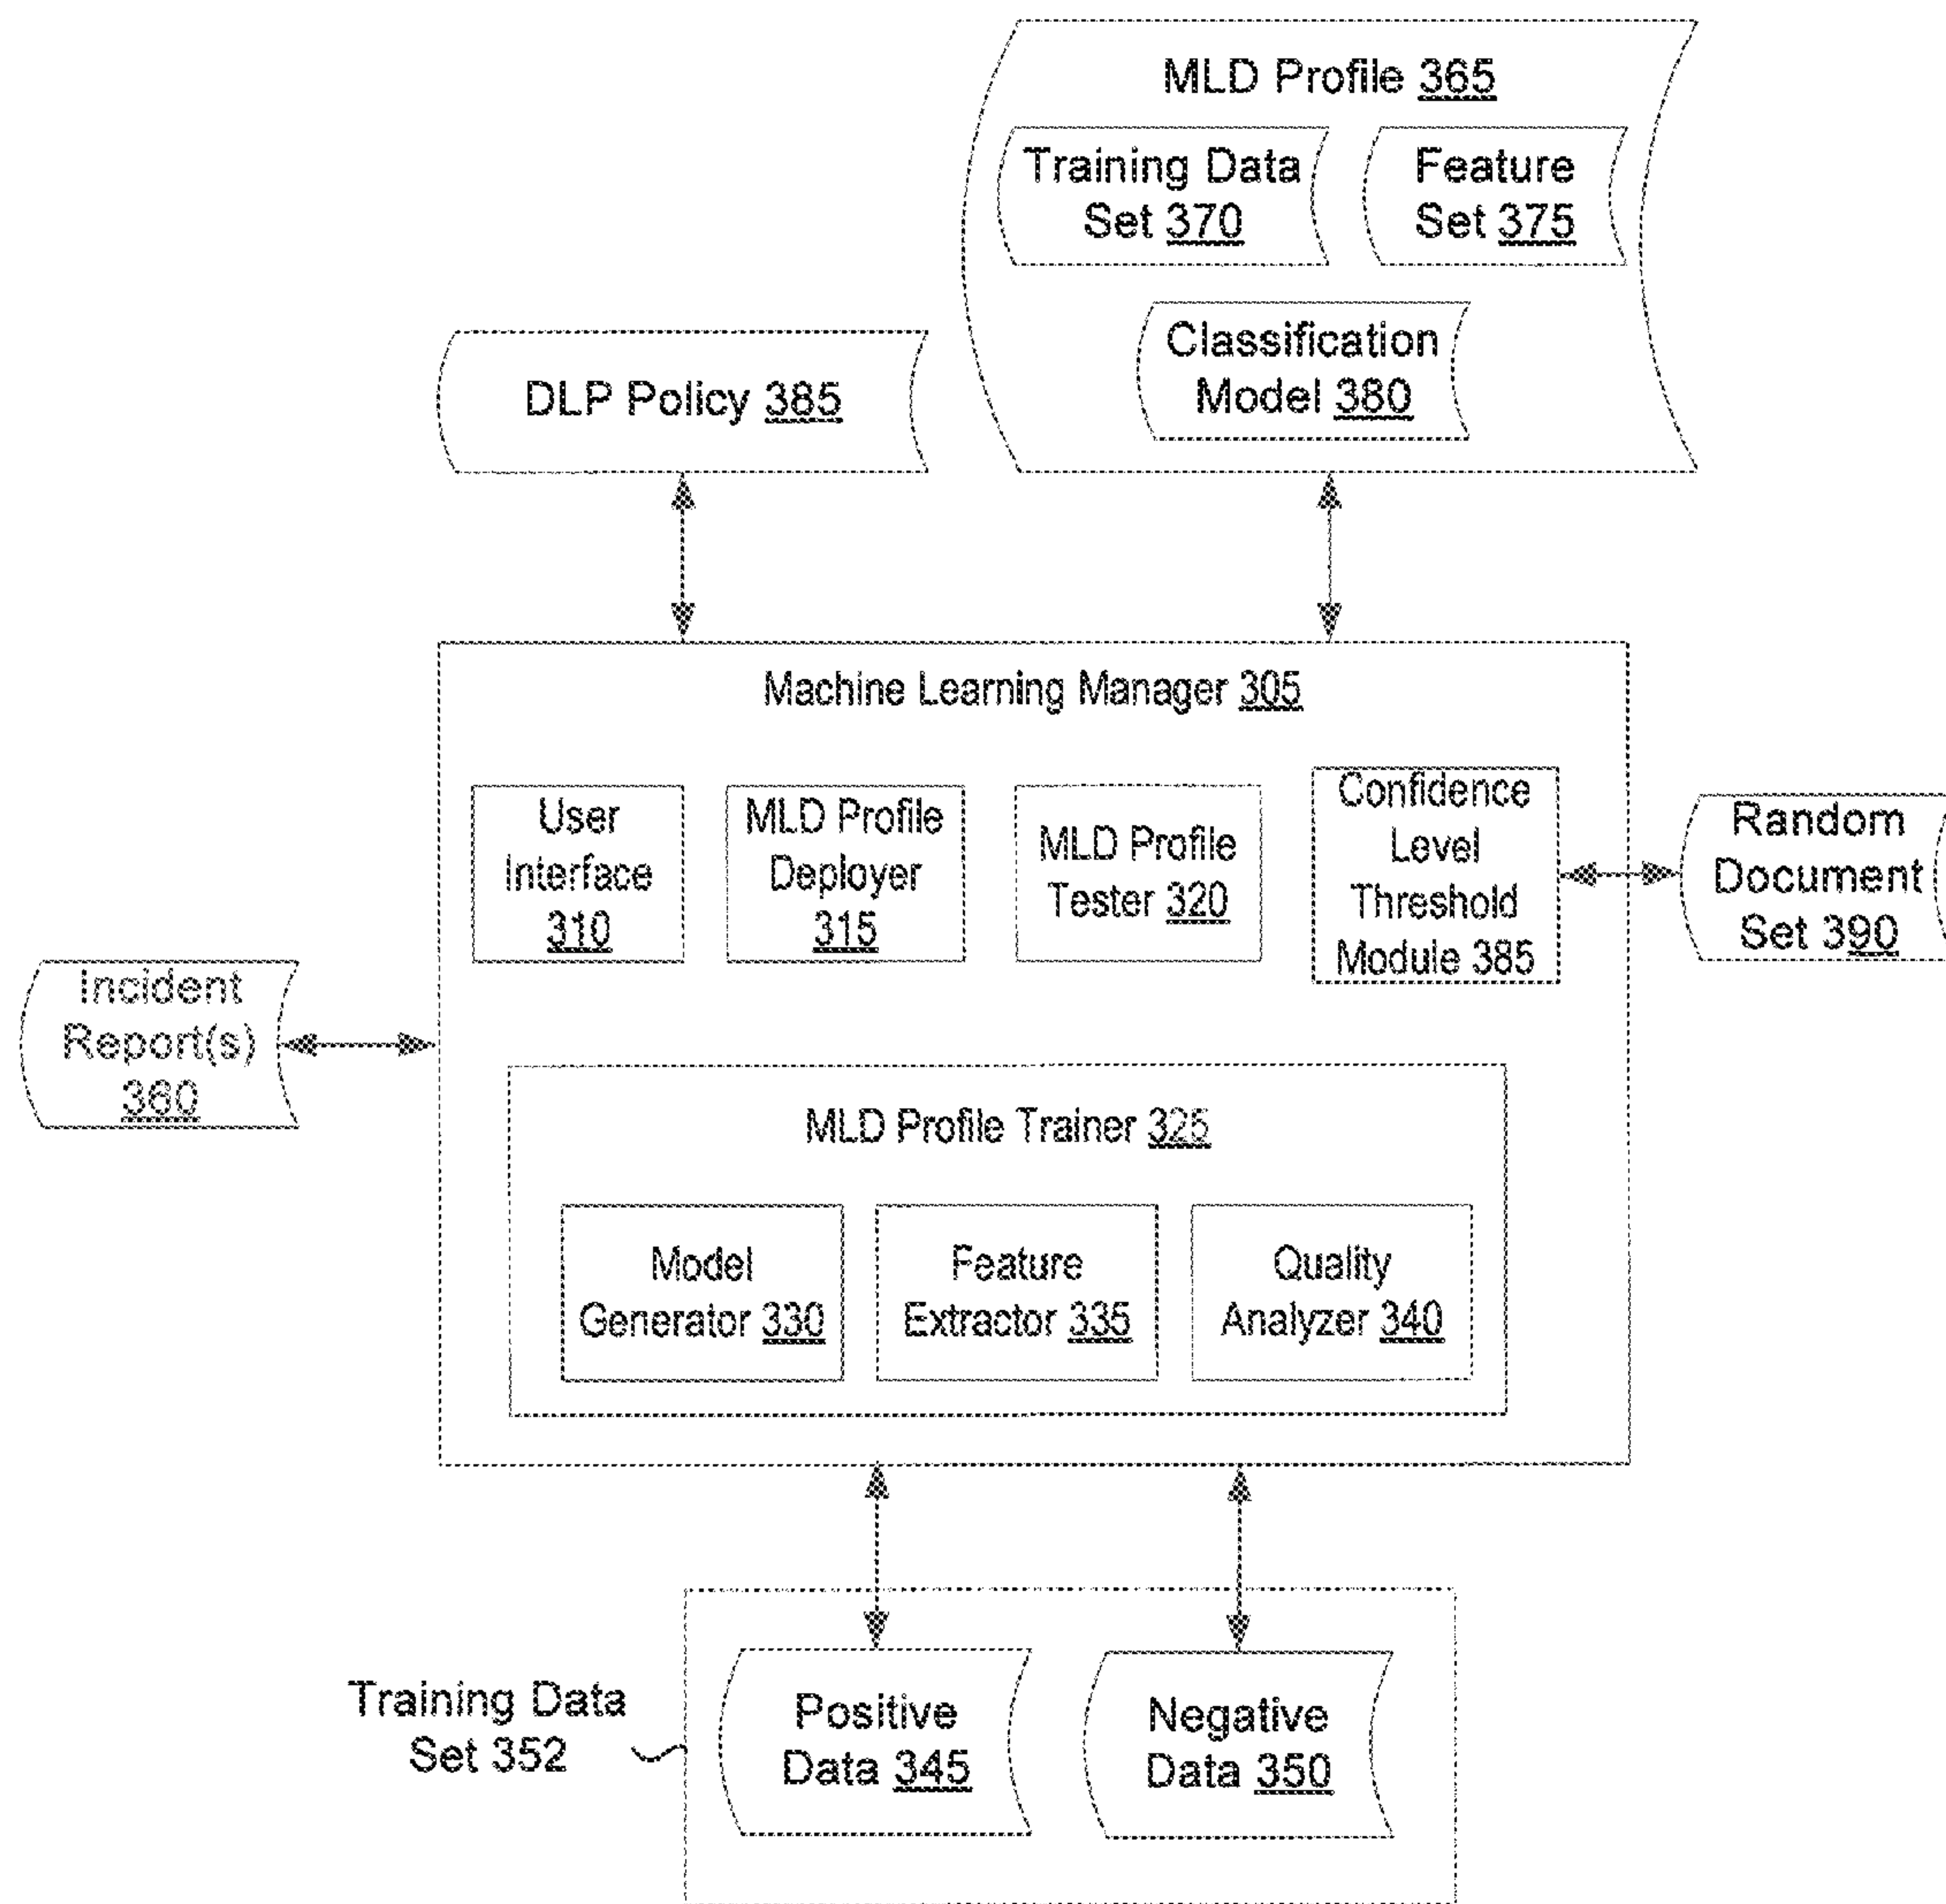 MLD Profile 365
Training Data
Set 370
Feature
Set 375
Classification
Model 380
DLP Policy 385
Machine Learning Manager 305
User
Interface
310
MLD Profile
Deployer
315
MLD Profile
Tester 320
Confidence
Level
Threshold
Module 385
Random
Document
Set 390
Incident
Report(s)
360
MLD Profile Trainer 325
Model
Generator 330
Feature
Extractor 335
Quality
Analyzer 340
Training Data
Set 352
Positive
Data 345
Negative
Data 350